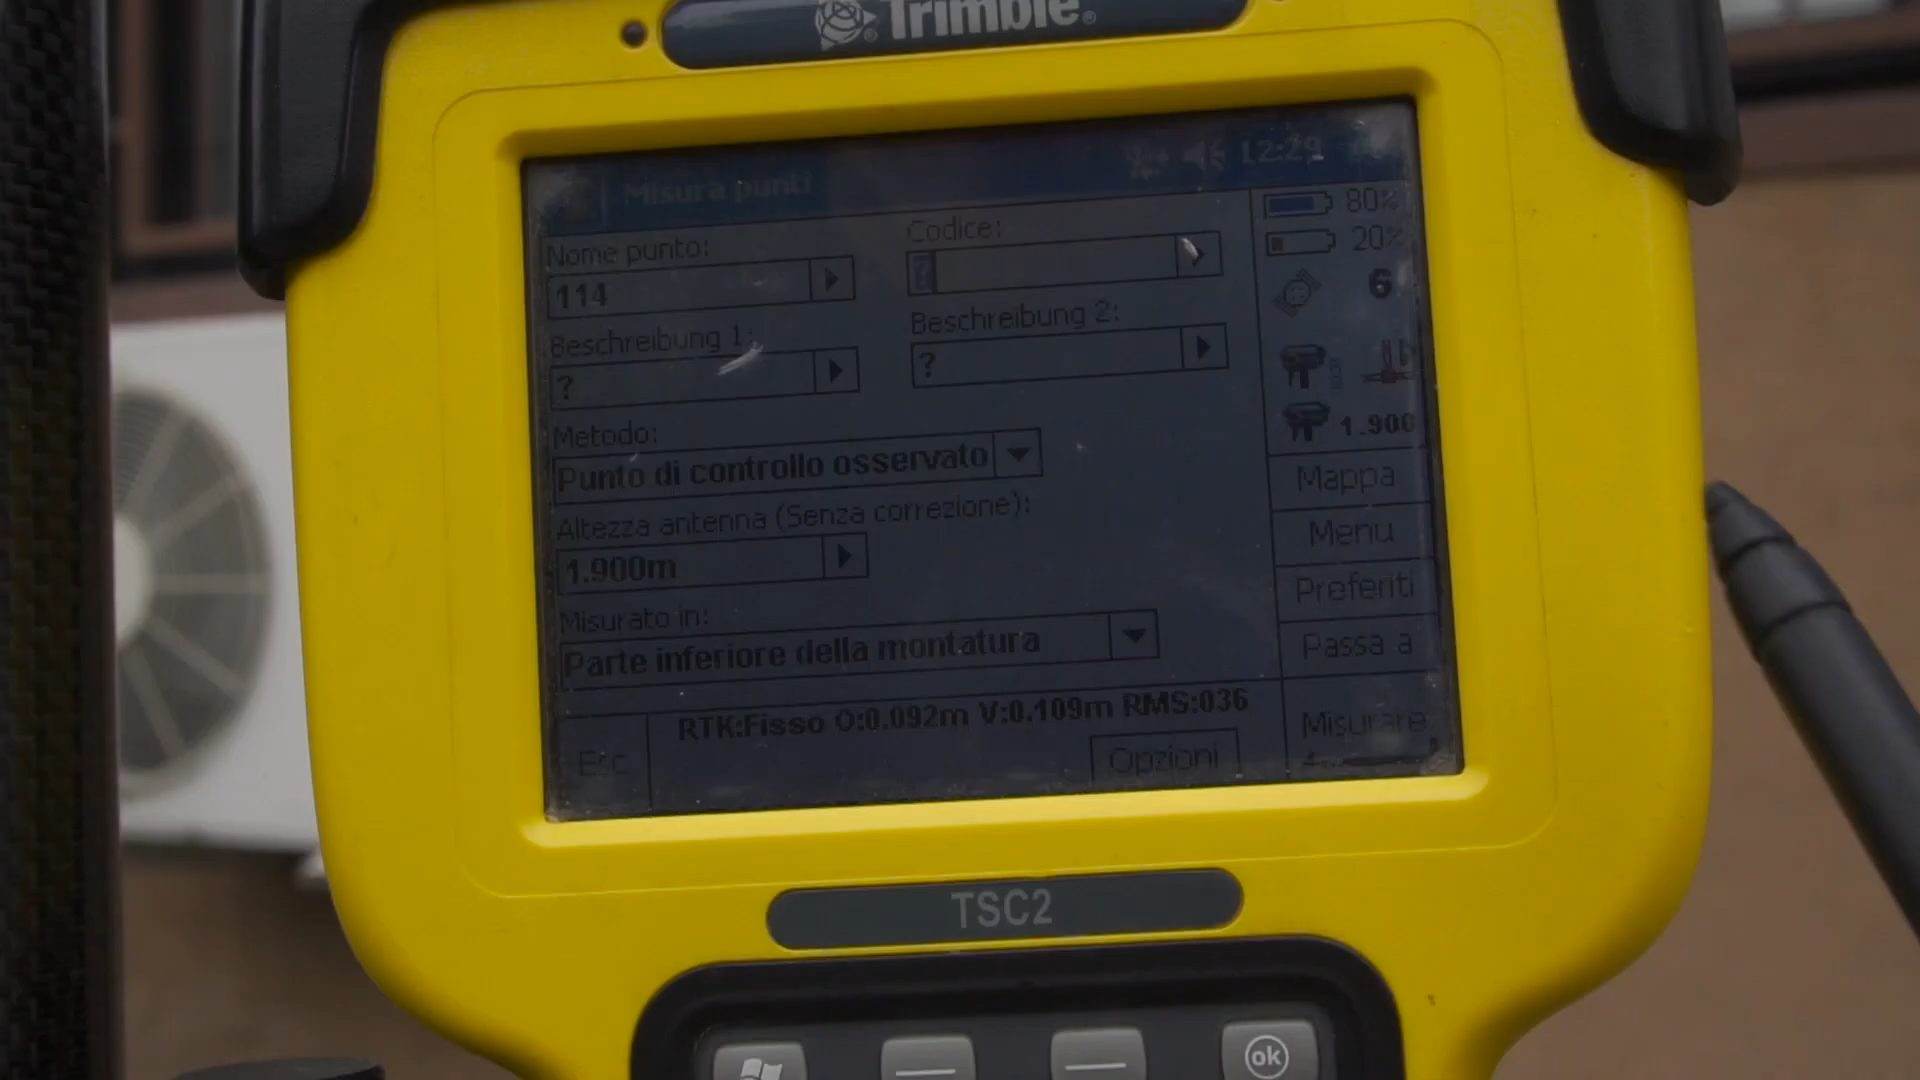 Trimble
Misura punti
12:29
Nome punto:
Codice:
80%
114
?
20%
6
Beschreibung 1:
Beschreibung 2:
?
?
Metodo:
1.900
Punto di controllo osservato
Mappa
Altezza antenna (Senza correzione):
Menu
1.900m
Preferiti
Misurato in:
Passa a
Parte inferiore della montatura
RTK:Fisso O:0.092m V:0.109m RMS:036
Misurare
Esc
Opzioni
TSC2
ok